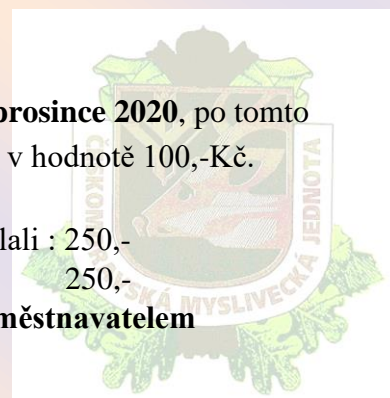 prosince 2020, po tomto
v hodnotě 100,-Kč.
lali : 250,-
250,-
městnavatelem
ČESKOMORAVSKÁ MYSLIVECKÁ JEDNOTA